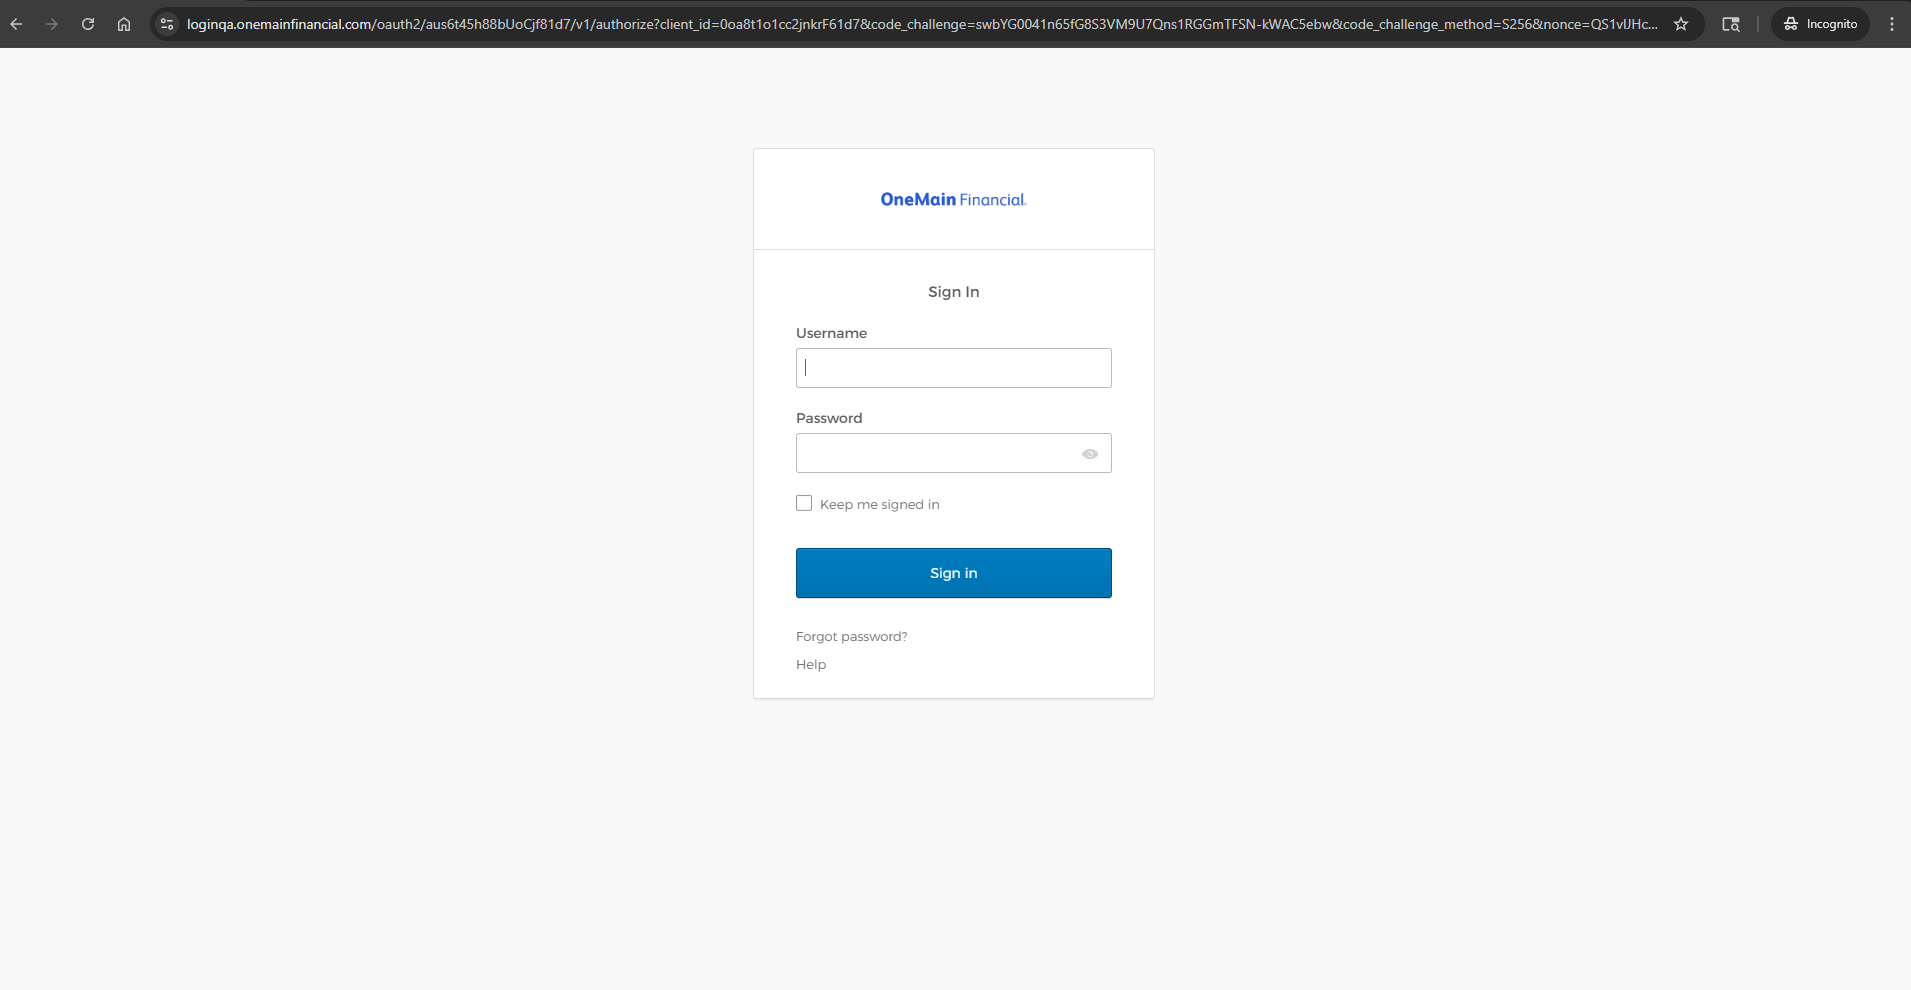 loginqa.onemainfinancial.com/oauth2/aus6t45h88bUoCjf81d7/v1/authorize?client_id=0oa8t1o1cc2jnkrF61d7&code_challenge=swbYG0041n65fG8S3VM9U7Qns1RGGmTFSN-kWAC5ebw&code_challenge_method=S256&nonce=QS1vIJHc...
Incognito
OneMain Financial.
Sign In
Username
Password
Keep me signed in
Sign in
Forgot password?
Help